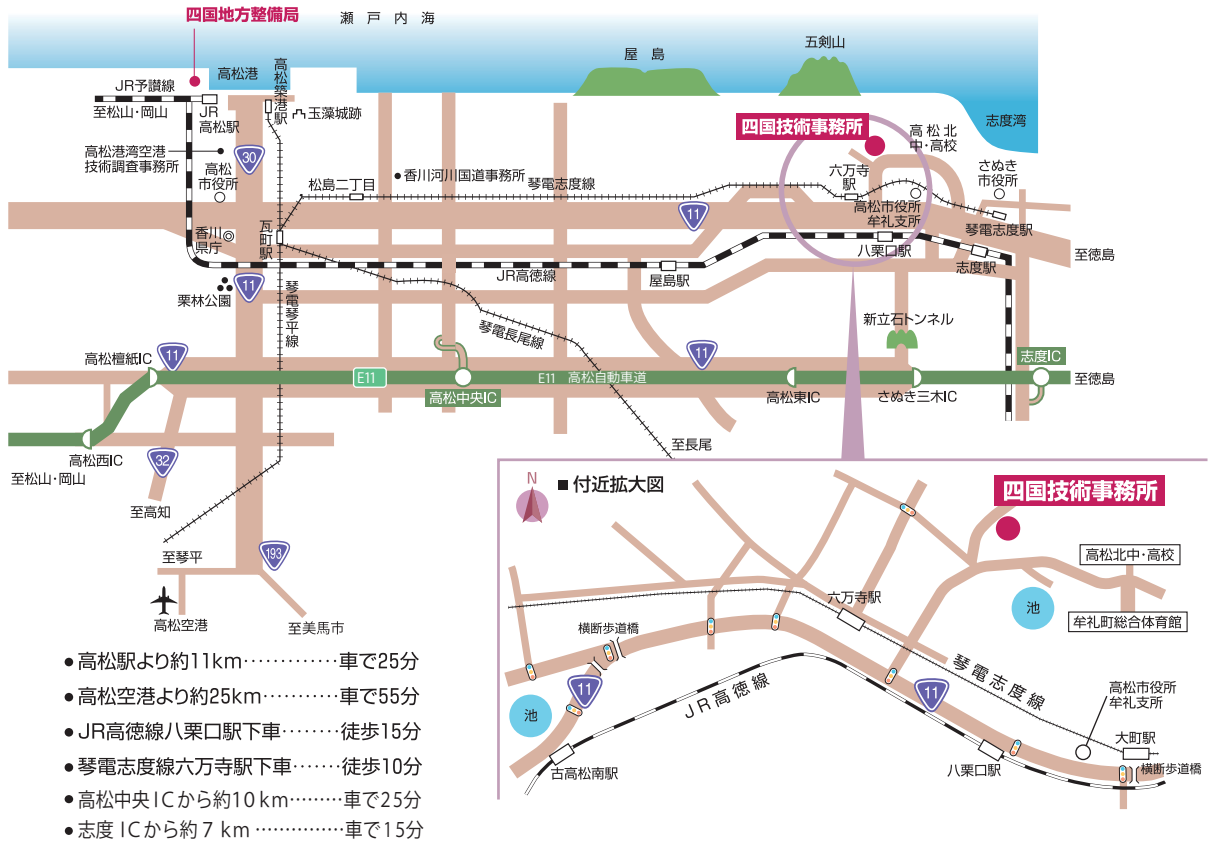 四国地方整備局
瀬戸内海
屋島
五剣山
JR予讃線
高松港
高松築港駅
至松山・岡山
JR
高松駅
玉藻城跡
四国技術事務所
高松北
中・高校
志度湾
高松港湾空港
技術調査事務所
30
高松
市役所
松島二丁目
香川河川国道事務所
琴電志度線
六万寺
駅
さぬき
市役所
11
高松市役所
牟礼支所
琴電志度駅
香川
県庁
瓦町駅
八栗口駅
志度駅
至徳島
JR高徳線
屋島駅
栗林公園
11
琴電琴平線
琴電長尾線
新立石トンネル
高松檀紙IC
11
11
志度IC
E11
E11 高松自動車道
高松中央IC
高松東IC
さぬき三木IC
至徳島
高松西IC
32
至松山・岡山
至長尾
至高知
至琴平
193
高松空港
至美馬市
N
■付近拡大図
四国技術事務所
高松北中・高校
池
六万寺駅
牟礼町総合体育館
横断歩道橋
11
池
JR高徳線
11
琴電志度線
高松市役所
牟礼支所
大町駅
古高松南駅
八栗口駅
横断歩道橋
●高松駅より約11km…………車で25分
●高松空港より約25km………車で55分
●JR高徳線八栗口駅下車………徒歩15分
●琴電志度線六万寺駅下車……徒歩10分
●高松中央ICから約10km………車で25分
●志度ICから約7km……………車で15分